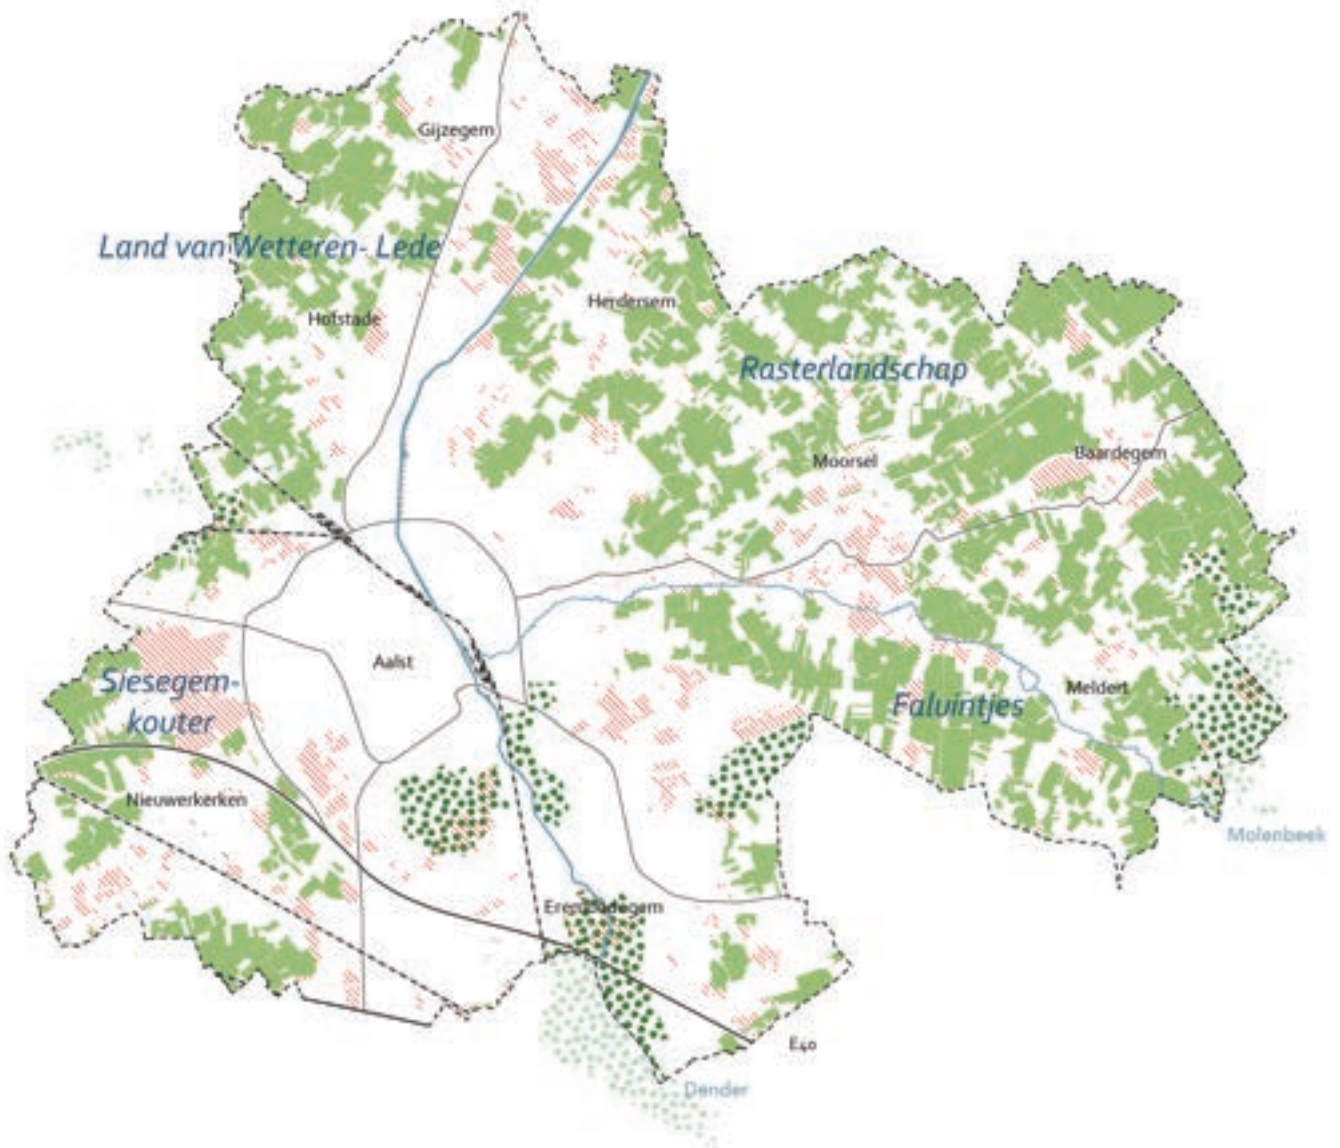 Gijzegem
Land van Wetteren- Lede
Herdersem
Hofstade
Rasterlandschap
Baardegem
Moorsel
Aalst
Siesegem-
kouter
Meldert
Faluintjes
Nieuwerkerken
Molenbeek
Erembodegem
E40
Dender